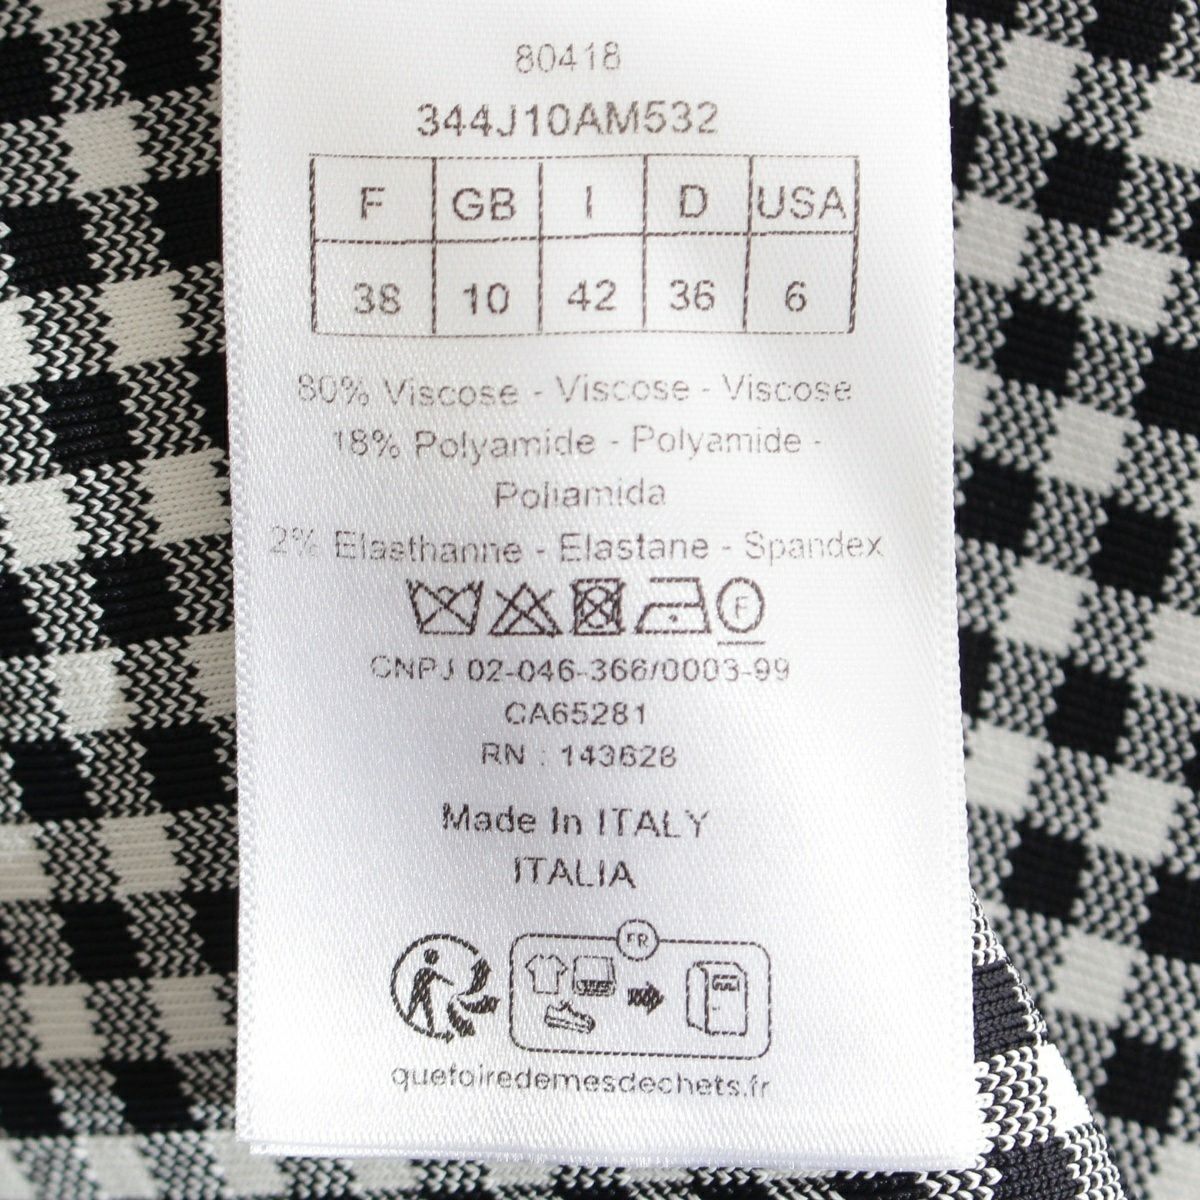 80418
344J10AM532
F GB I D USA
38 10 42 36 6
80% Viscose - Viscose - Viscose
18% Polyamide - Polyamide -
Poliamida
2% Elasthanne - Elastane - Spandex
F
CNPJ 02-046-366/0003-99
CA65281
RN : 143628
Made In ITALY
ITALIA
FR
quefairedemesdechets.fr